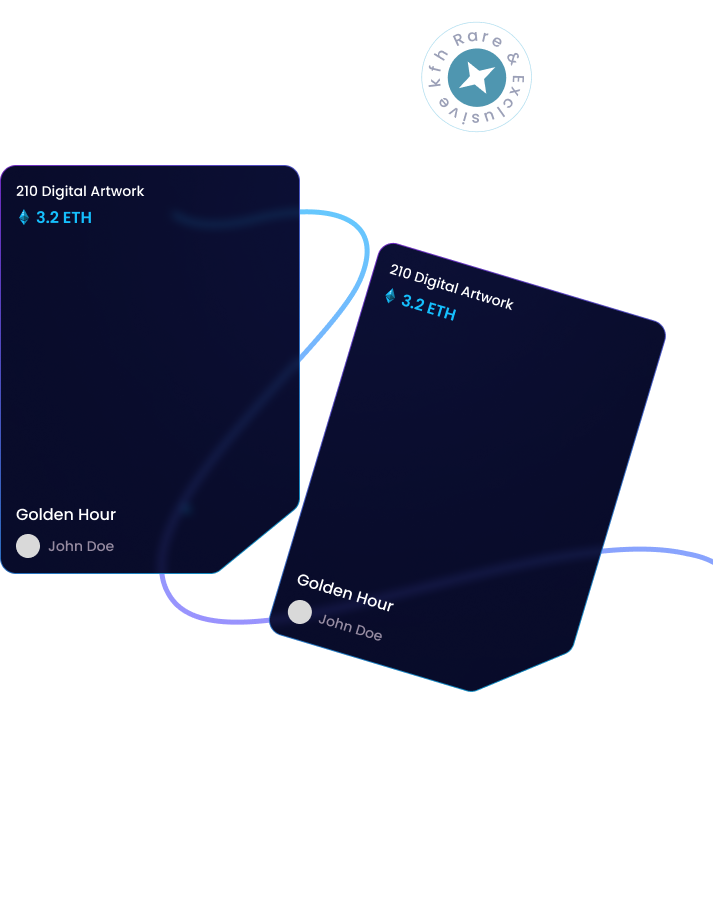 kfh Rare & Exclusive
210 Digital Artwork
3.2 ETH
Golden Hour
John Doe
210 Digital Artwork
3.2 ETH
Golden Hour
John Doe